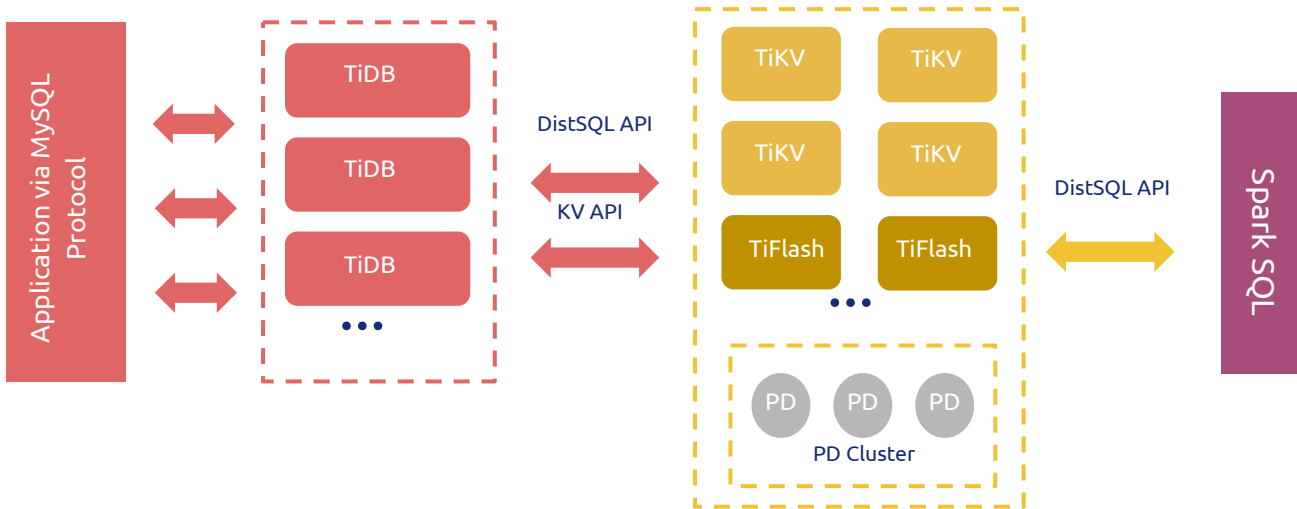 Application via MySQL
Protocol
TiDB
TiDB
TiDB
...
DistSQL API
KV API
TiKV
TiKV
TiKV
TiKV
TiFlash
TiFlash
...
PD
PD
PD
PD Cluster
DistSQL API
Spark SQL